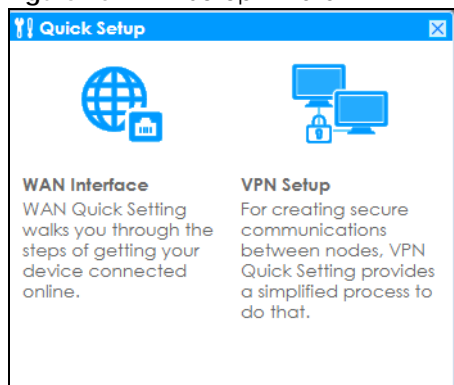 Quick Setup
WAN Interface
WAN Quick Setting
walks you through the
steps of getting your
device connected
online.
VPN Setup
For creating secure
communications
between nodes, VPN
Quick Setting provides
a simplified process to
do that.